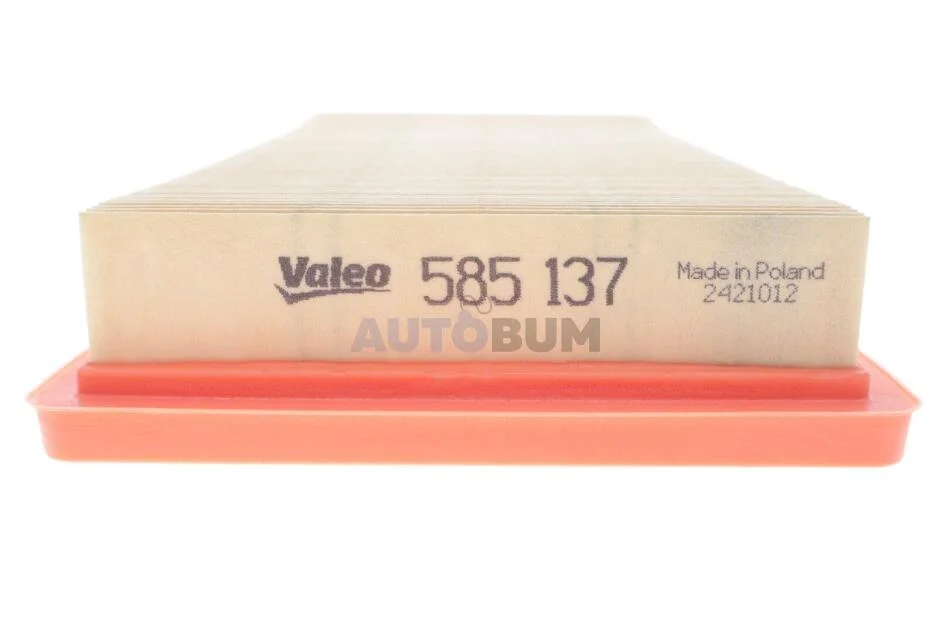 Valeo 585 137 Made in Poland
2421012
AUTOBUM